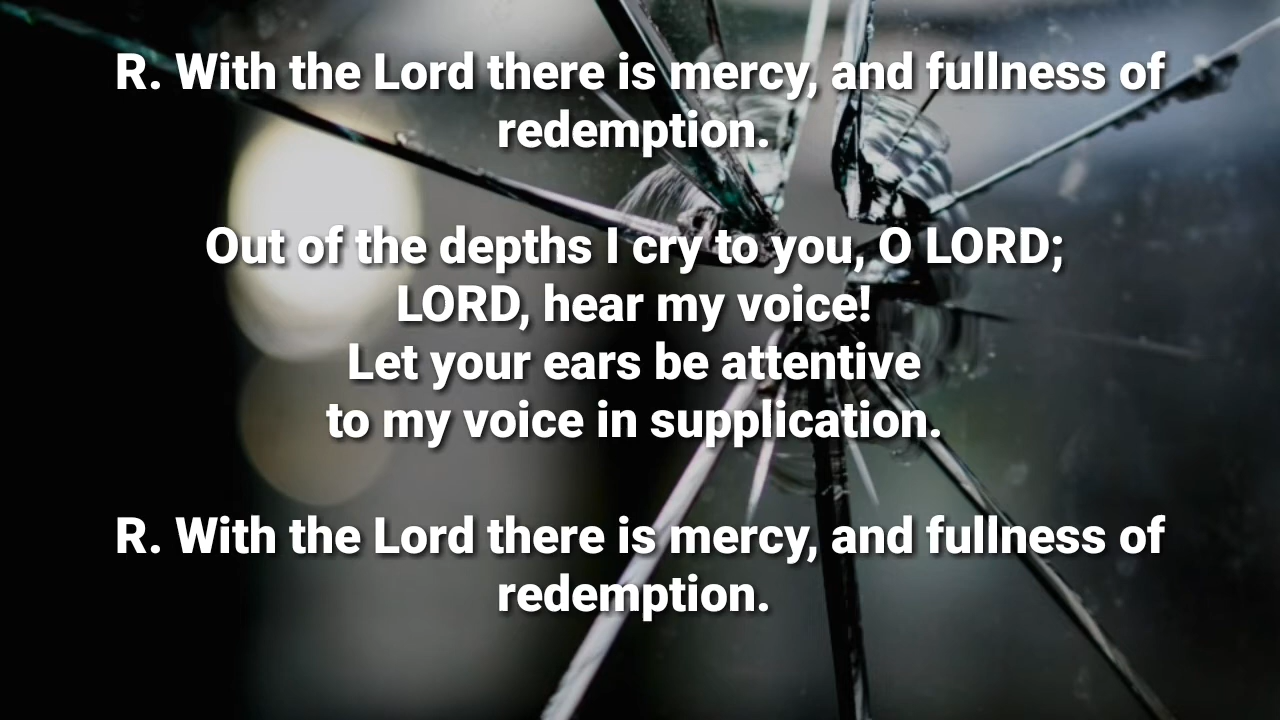 R. With the Lord there is mercy, and fullness of
redemption.
Out of the depths I cry to you, O LORD;
LORD, hear my voice!
Let your ears be attentive
to my voice in supplication.
R. With the Lord there is mercy, and fullness of
redemption.